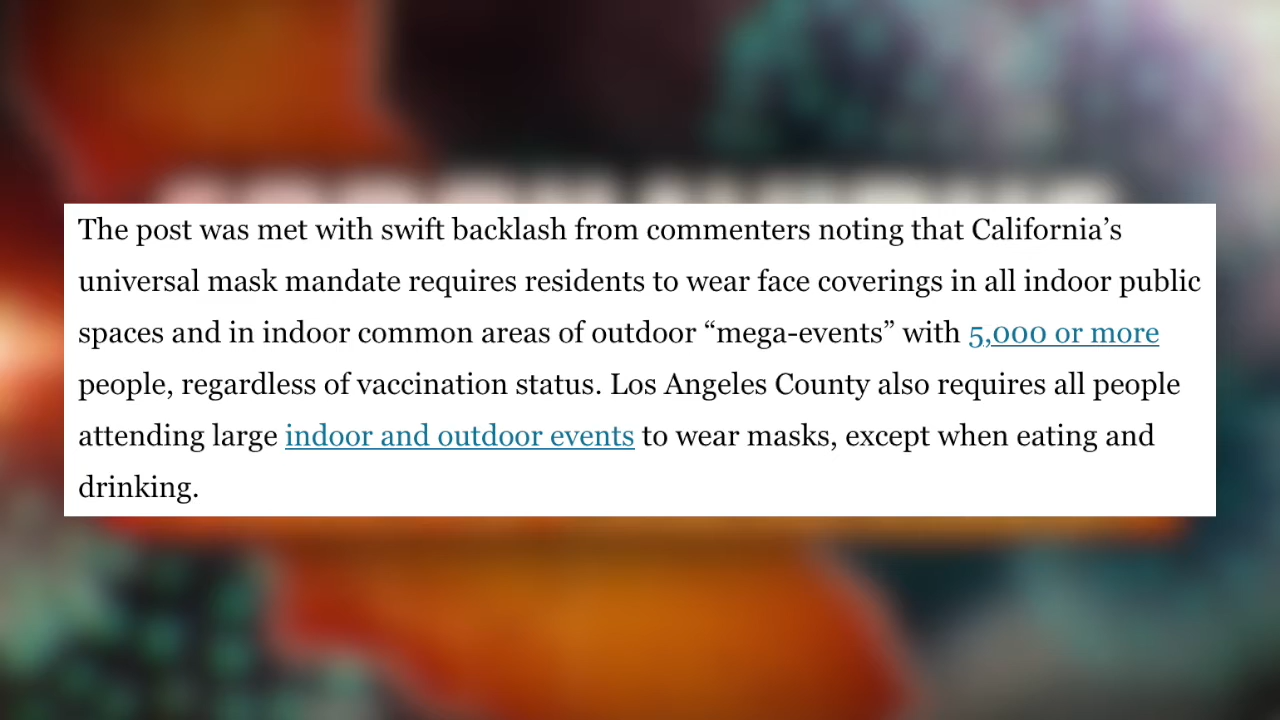 The post was met with swift backlash from commenters noting that California’s
universal mask mandate requires residents to wear face coverings in all indoor public
spaces and in indoor common areas of outdoor “mega-events” with 5,000 or more
people, regardless of vaccination status. Los Angeles County also requires all people
attending large indoor and outdoor events to wear masks, except when eating and
drinking.